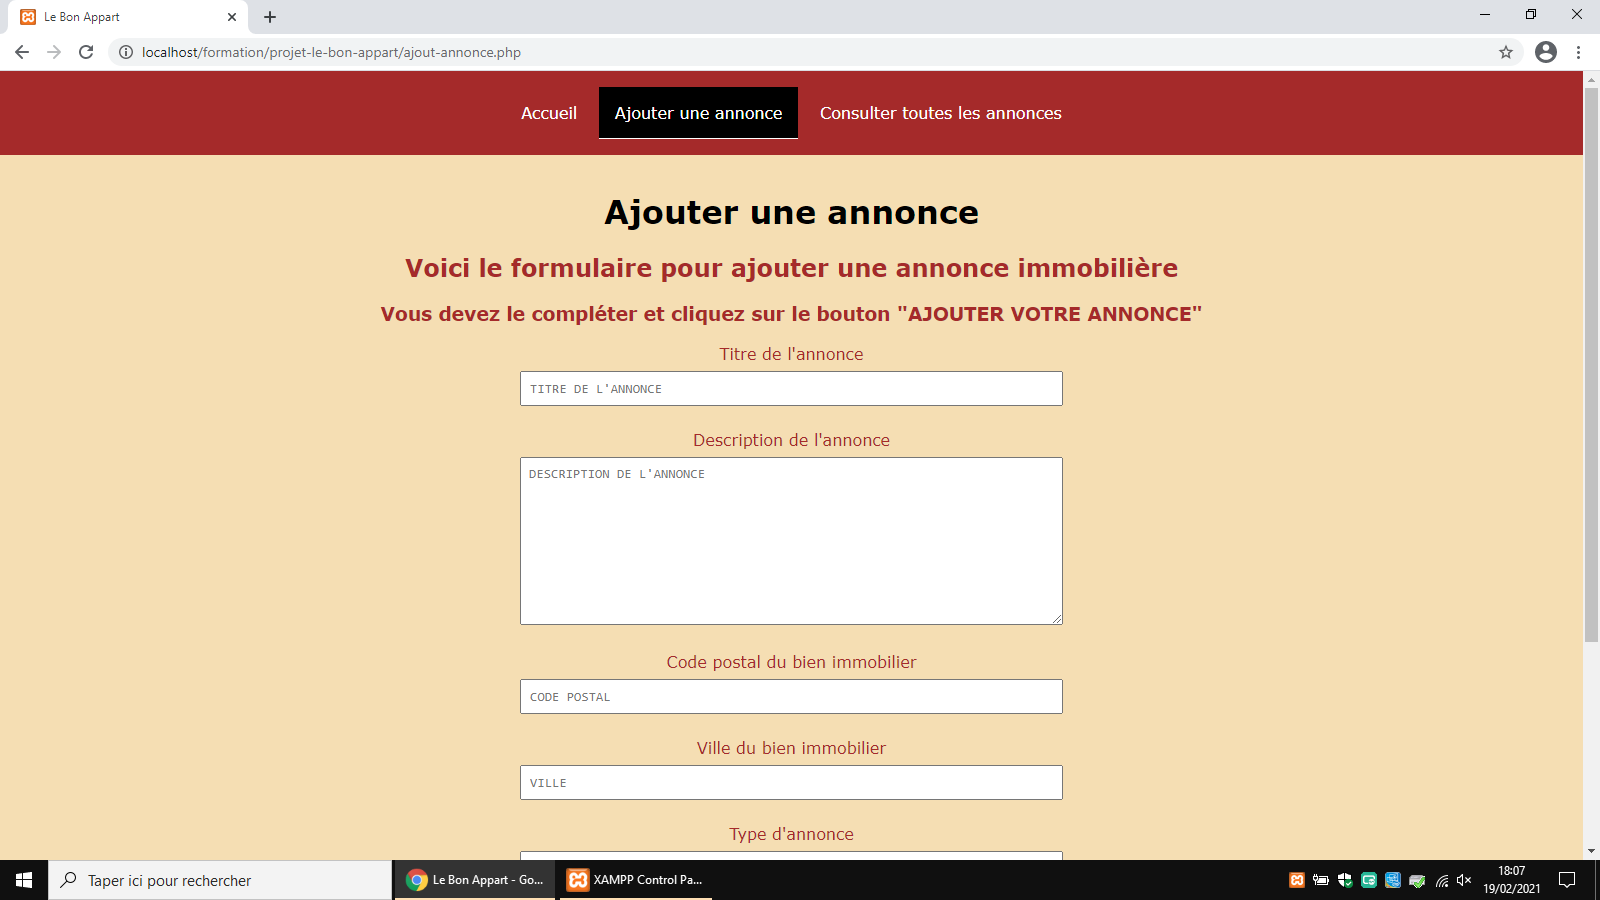 Le Bon Appart
localhost/formation/projet-le-bon-appart/ajout-annonce.php
Accueil
Ajouter une annonce
Consulter toutes les annonces
Ajouter une annonce
Voici le formulaire pour ajouter une annonce immobilière
Vous devez le compléter et cliquez sur le bouton "AJOUTER VOTRE ANNONCE"
Titre de l'annonce
TITRE DE L'ANNONCE
Description de l'annonce
DESCRIPTION DE L'ANNONCE
Code postal du bien immobilier
CODE POSTAL
Ville du bien immobilier
VILLE
Type d'annonce
Taper ici pour rechercher
Le Bon Appart - Go...
XAMPP Control Pa...
18:07
19/02/2021